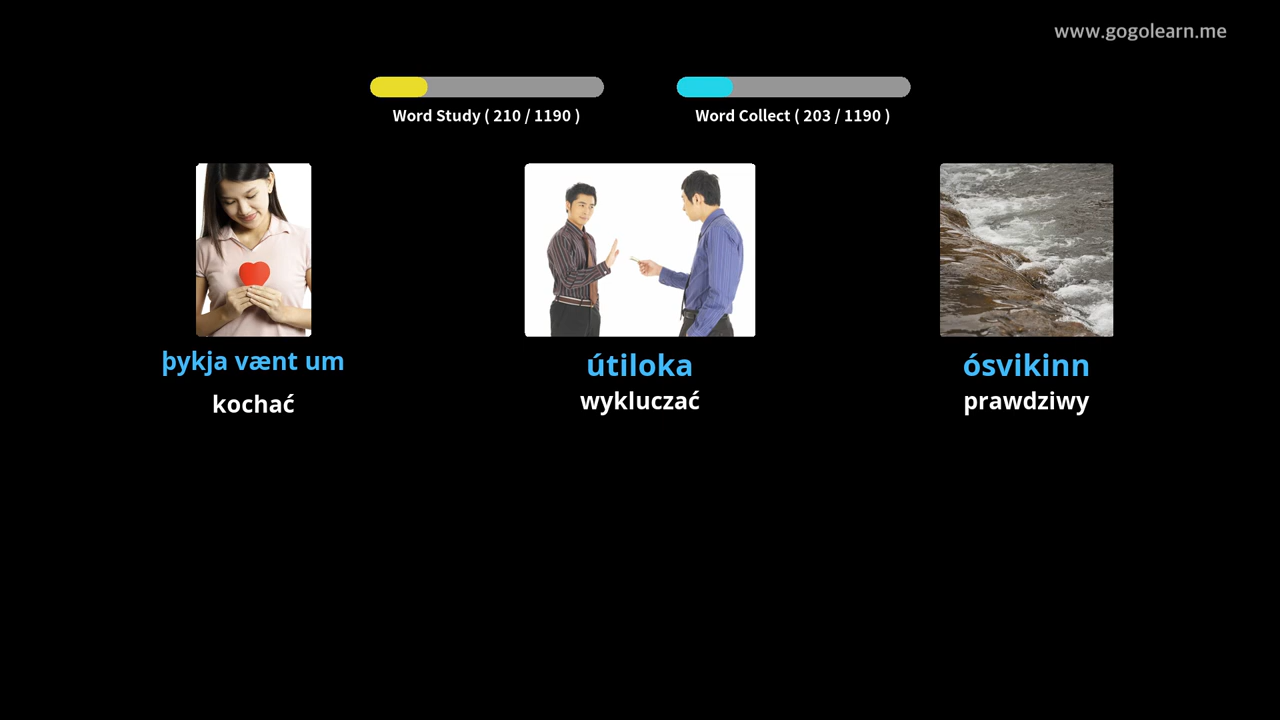 www.gogolearn.me
Word Study ( 210 / 1190 )
Word Collect ( 203 / 1190 )
þykja vænt um
kochać
útiloka
wykluczać
ósvikinn
prawdziwy